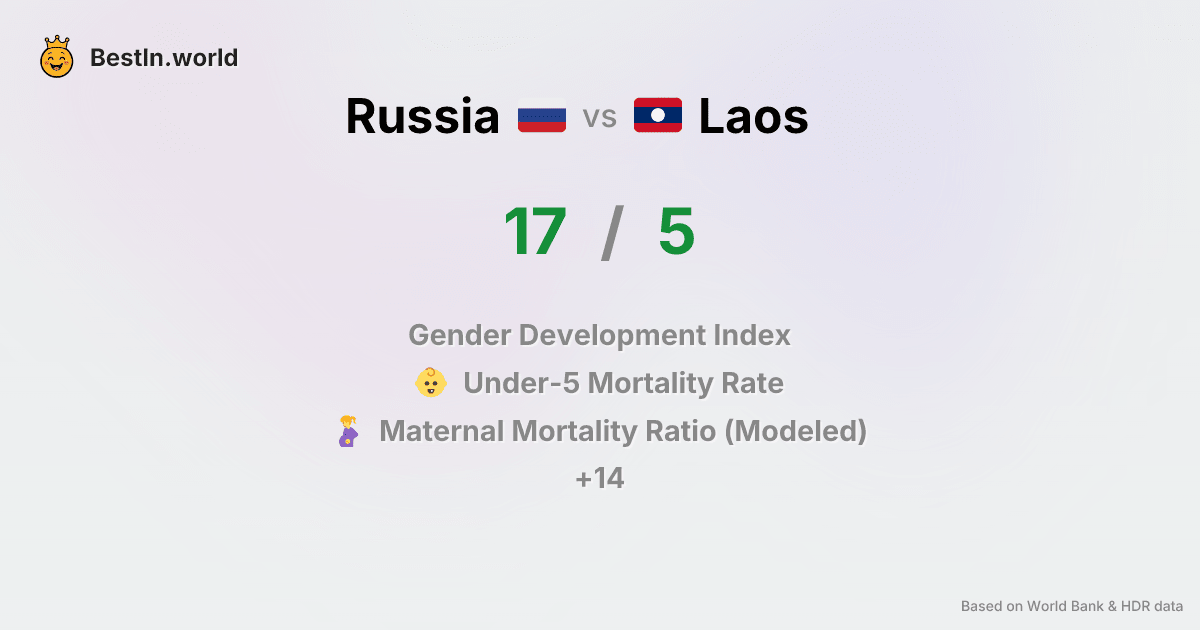 BestIn.world
Russia vs Laos
17 / 5
Gender Development Index
Under-5 Mortality Rate
Maternal Mortality Ratio (Modeled)
+14
Based on World Bank & HDR data